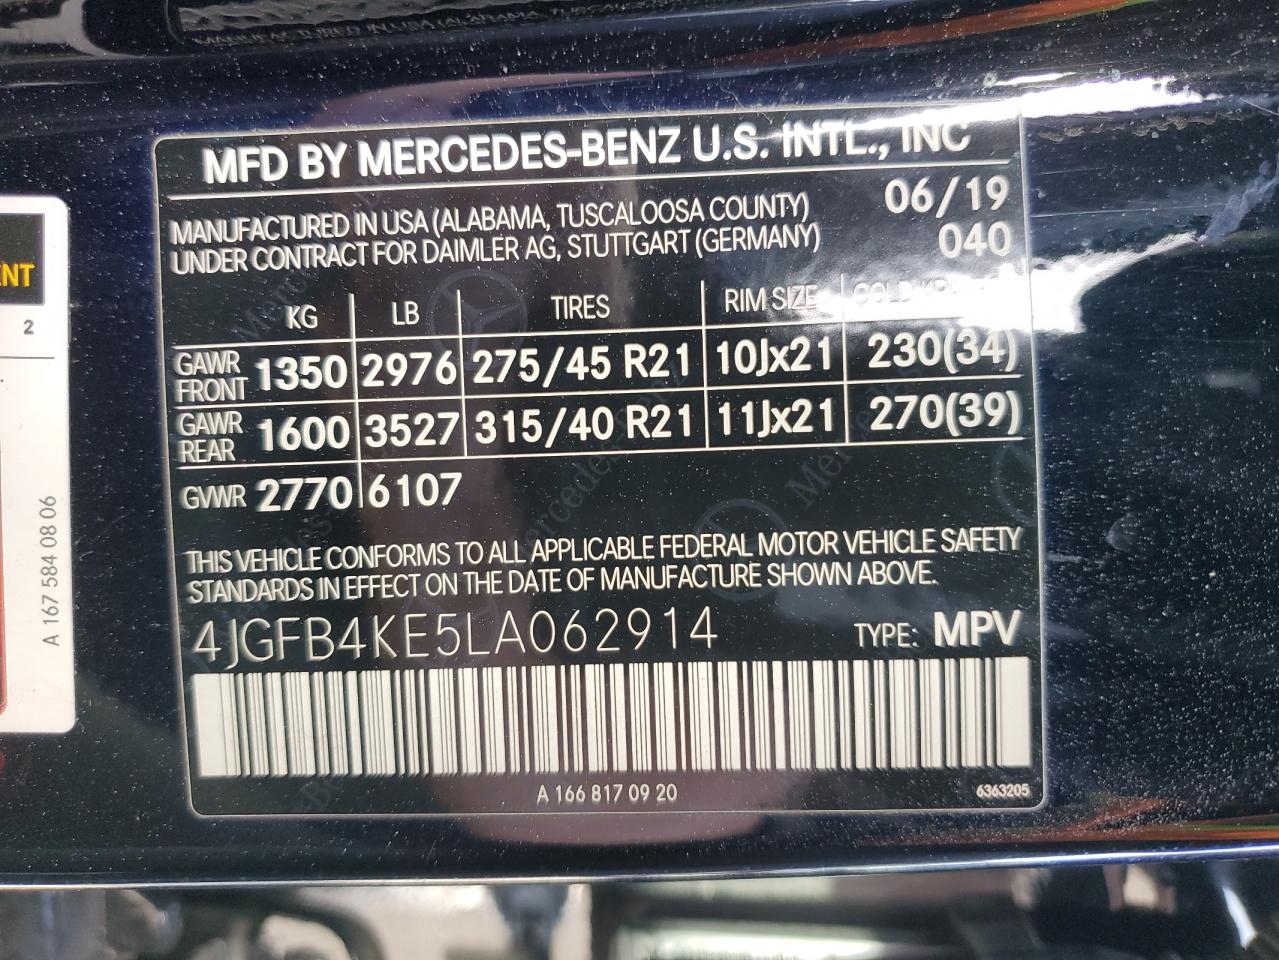 MFD BY MERCEDES-BENZ U.S. INTL., INC
MANUFACTURED IN USA (ALABAMA, TUSCALOOSA COUNTY) 06/19
UNDER CONTRACT FOR DAIMLER AG, STUTTGART (GERMANY) 040
KG LB TIRES RIM SIZE COLD
GAWR FRONT 1350 2976 275/45 R21 10Jx21 230(34)
GAWR REAR 1600 3527 315/40 R21 11Jx21 270(39)
GVWR 2770 6107
THIS VEHICLE CONFORMS TO ALL APPLICABLE FEDERAL MOTOR VEHICLE SAFETY
STANDARDS IN EFFECT ON THE DATE OF MANUFACTURE SHOWN ABOVE.
4JGFB4KE5LA062914 TYPE: MPV
A 166 817 09 20 6363205
ENT
2
A 167 584 08 06